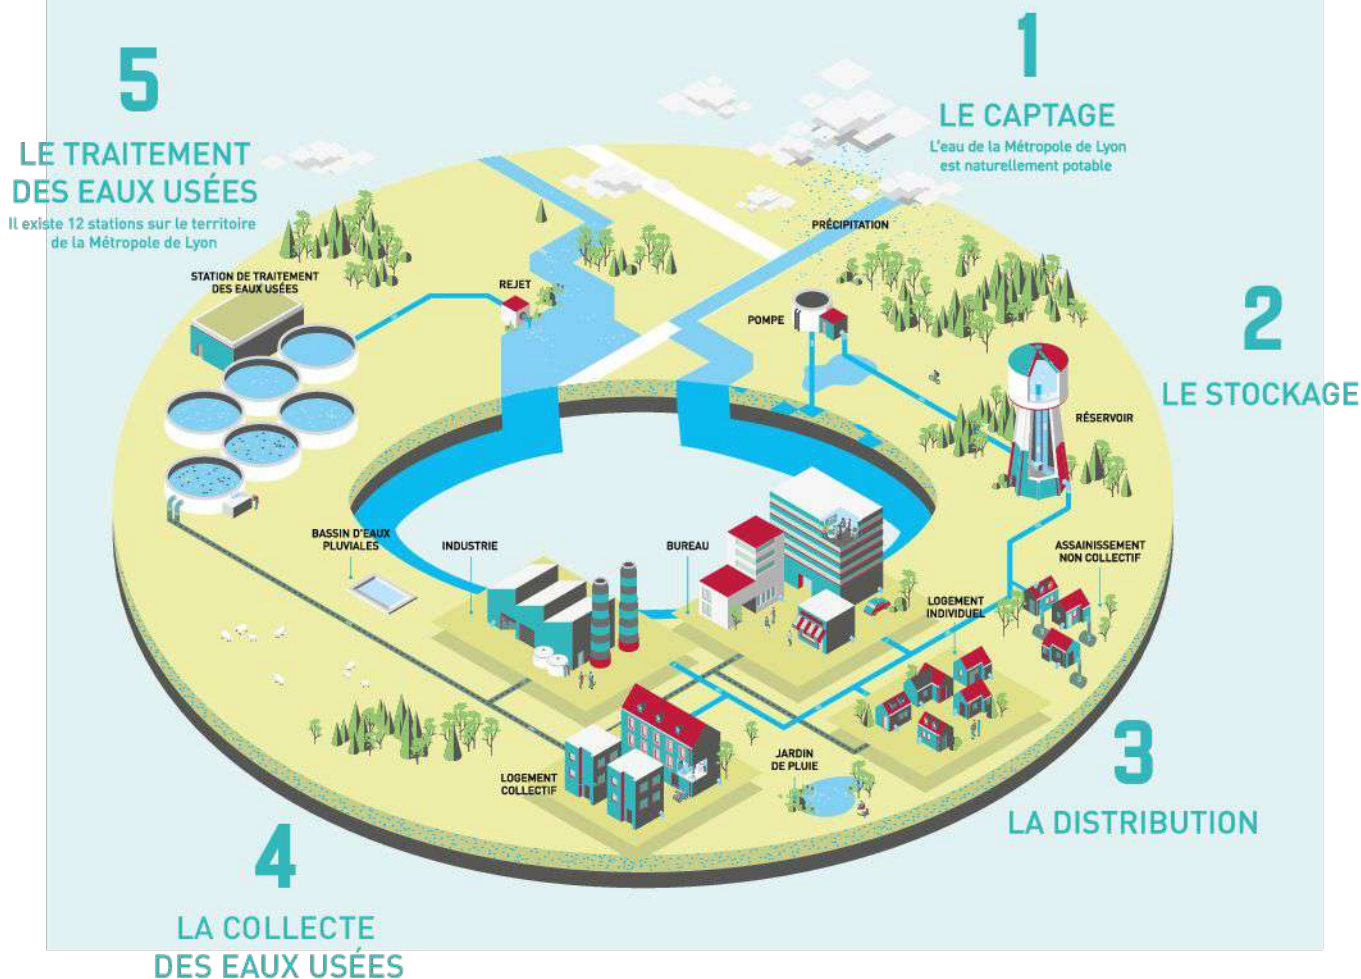 1
LE CAPTAGE
L'eau de la Métropole de Lyon
est naturellement potable
PRÉCIPITATION
POMPE
2
LE STOCKAGE
RÉSERVOIR
ASSAINISSEMENT
NON COLLECTIF
LOGEMENT
INDIVIDUEL
3
LA DISTRIBUTION
JARDIN
DE PLUIE
BUREAU
INDUSTRIE
LOGEMENT
COLLECTIF
4
LA COLLECTE
DES EAUX USÉES
BASSIN D'EAUX
PLUVIALES
5
LE TRAITEMENT
DES EAUX USÉES
Il existe 12 stations sur le territoire
de la Métropole de Lyon
STATION DE TRAITEMENT
DES EAUX USÉES
REJET